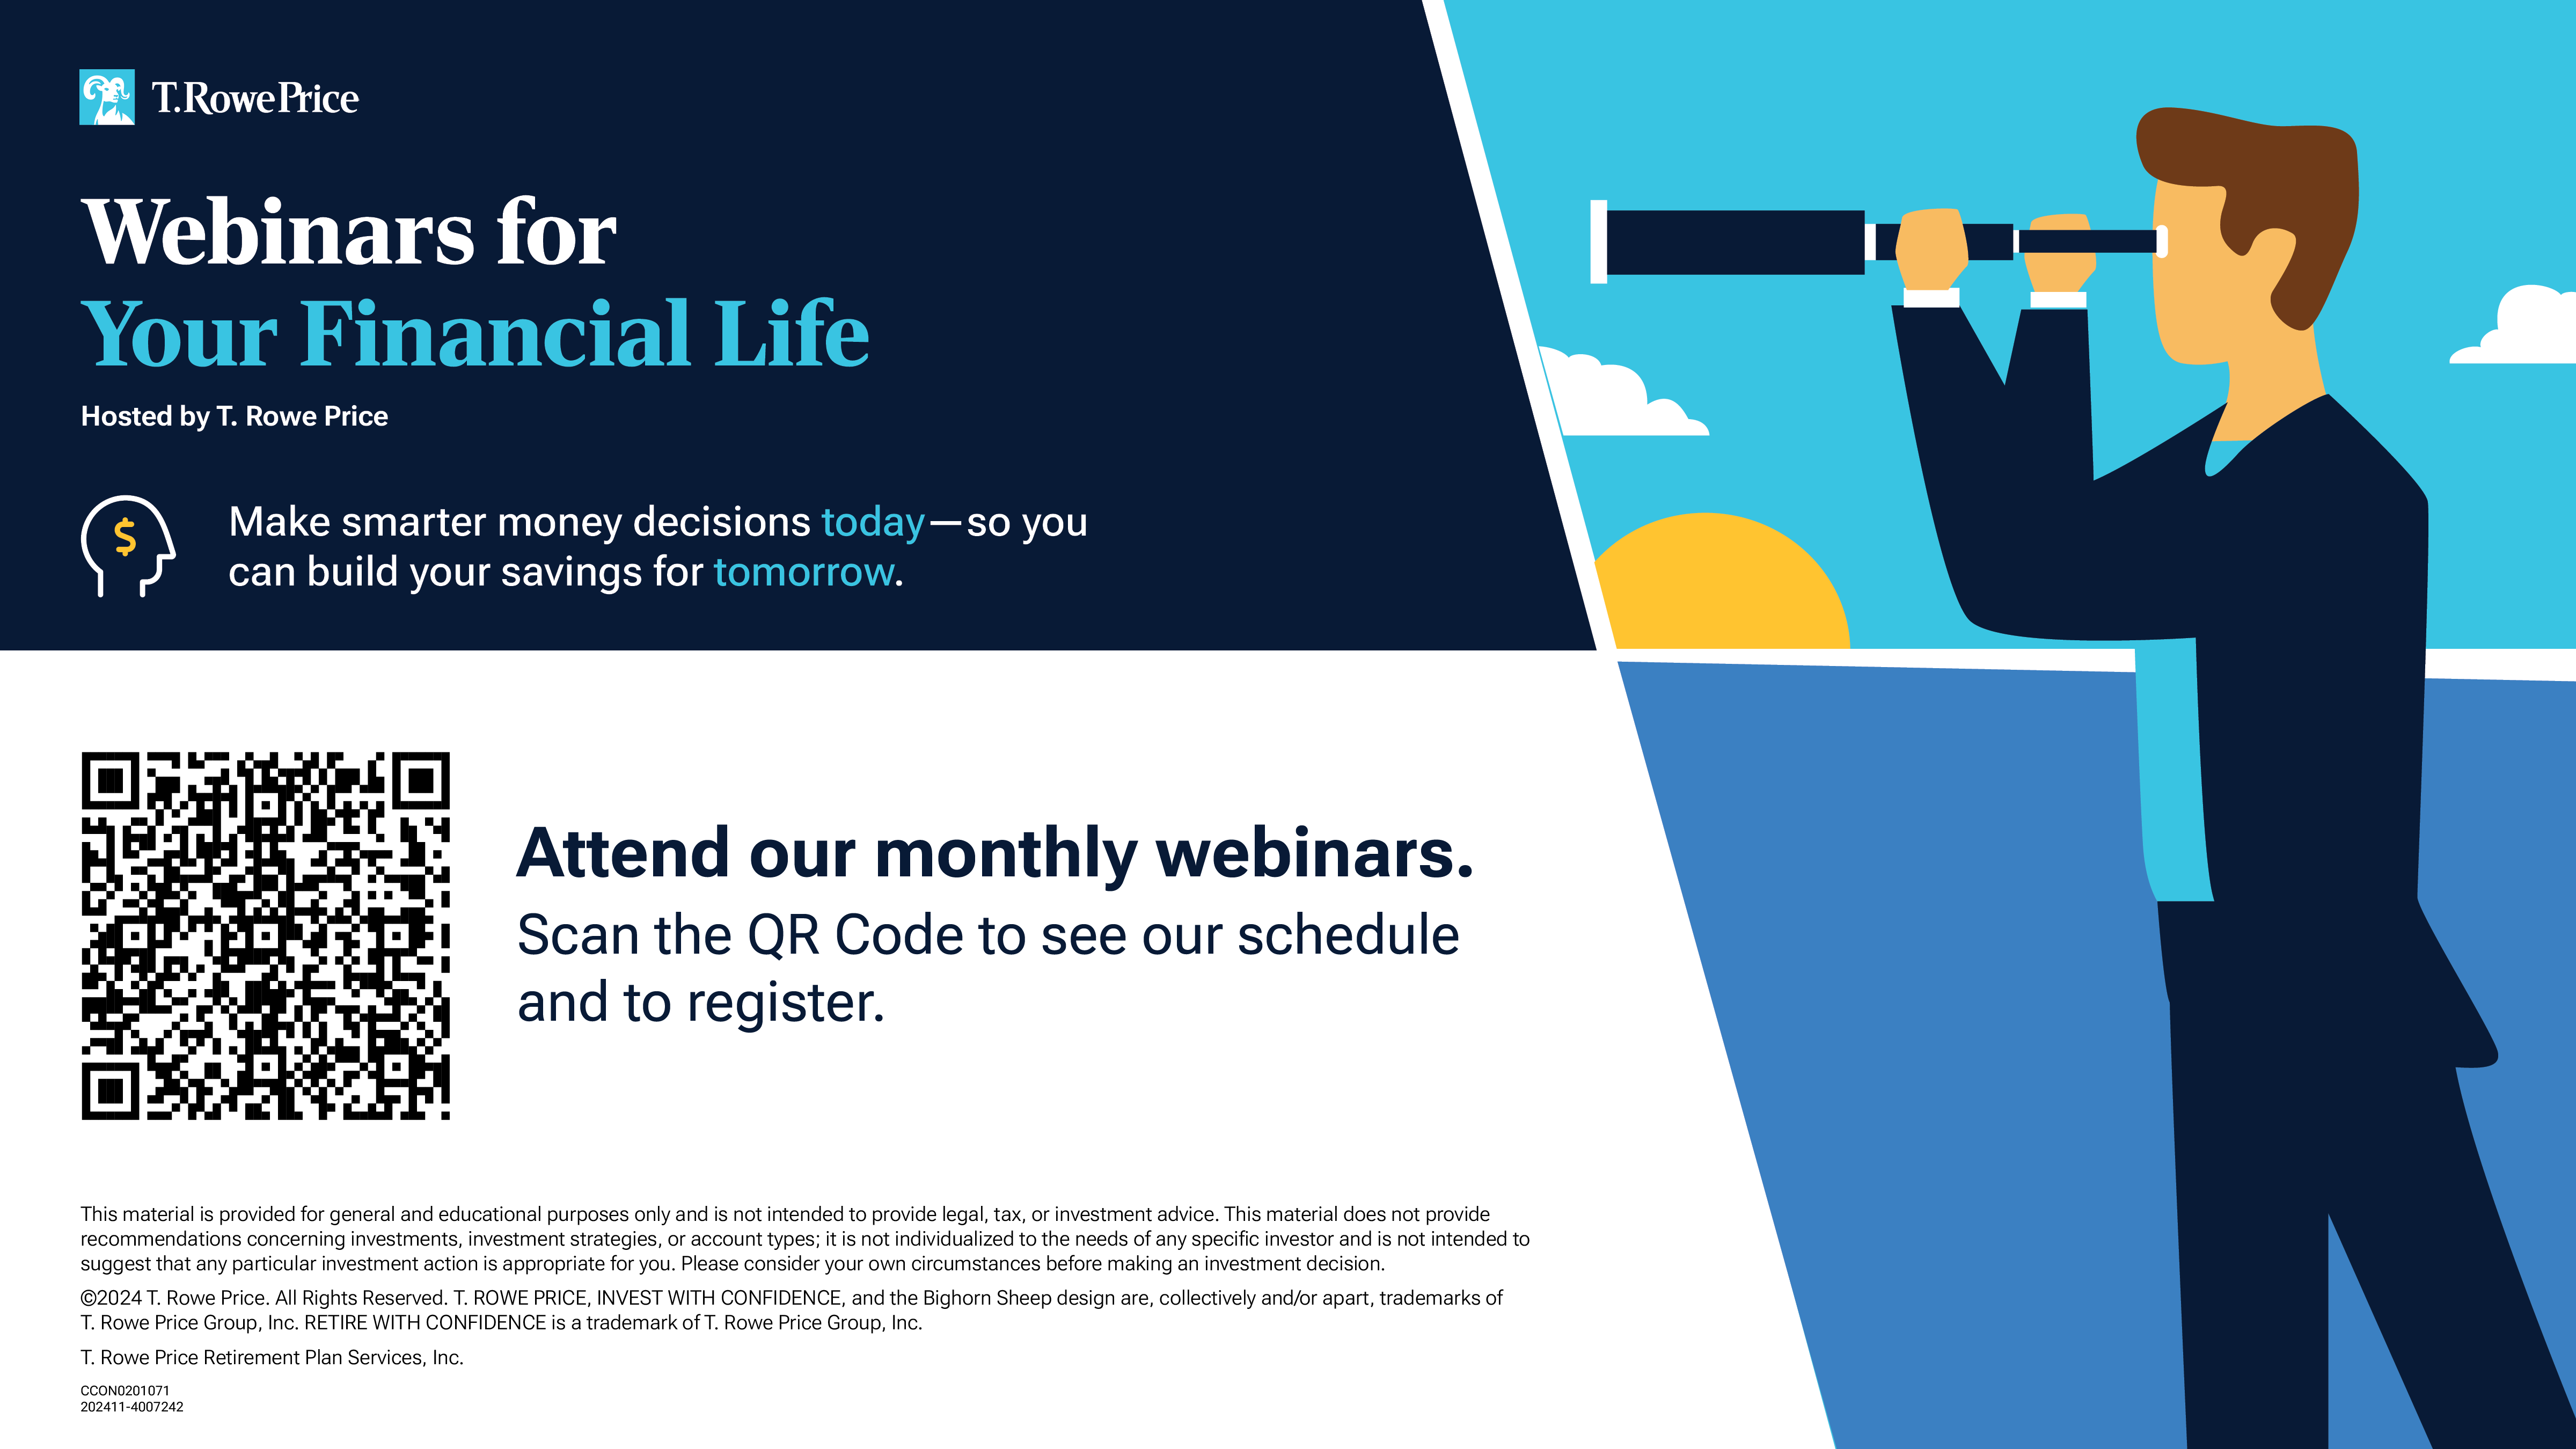 T. Rowe Price
Webinars for
Your Financial Life
Hosted by T. Rowe Price
$
Make smarter money decisions today—so you
can build your savings for tomorrow.
Attend our monthly webinars.
Scan the QR Code to see our schedule
and to register.
This material is provided for general and educational purposes only and is not intended to provide legal, tax, or investment advice. This material does not provide
recommendations concerning investments, investment strategies, or account types; it is not individualized to the needs of any specific investor and is not intended to
suggest that any particular investment action is appropriate for you. Please consider your own circumstances before making an investment decision.
©2024 T. Rowe Price. All Rights Reserved. T. ROWE PRICE, INVEST WITH CONFIDENCE, and the Bighorn Sheep design are, collectively and/or apart, trademarks of
T. Rowe Price Group, Inc. RETIRE WITH CONFIDENCE is a trademark of T. Rowe Price Group, Inc.
T. Rowe Price Retirement Plan Services, Inc.
CCON0201071
202411-4007242